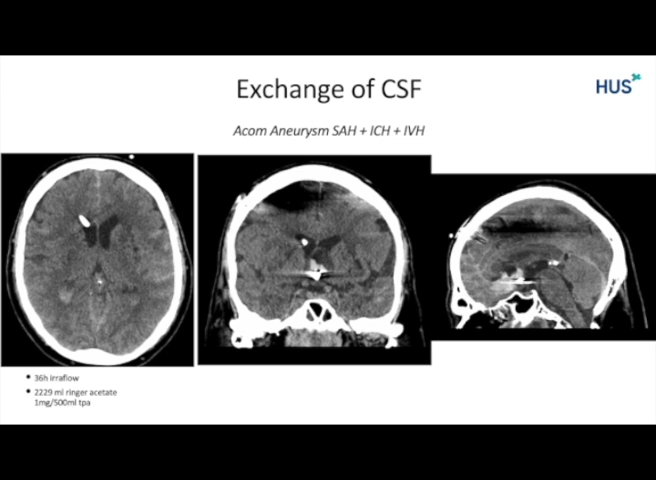 Exchange of CSF
HUS
Acom Aneurysm SAH + ICH + IVH
• 36h irraflow
• 2229 ml ringer acetate
1mg/500ml tpa